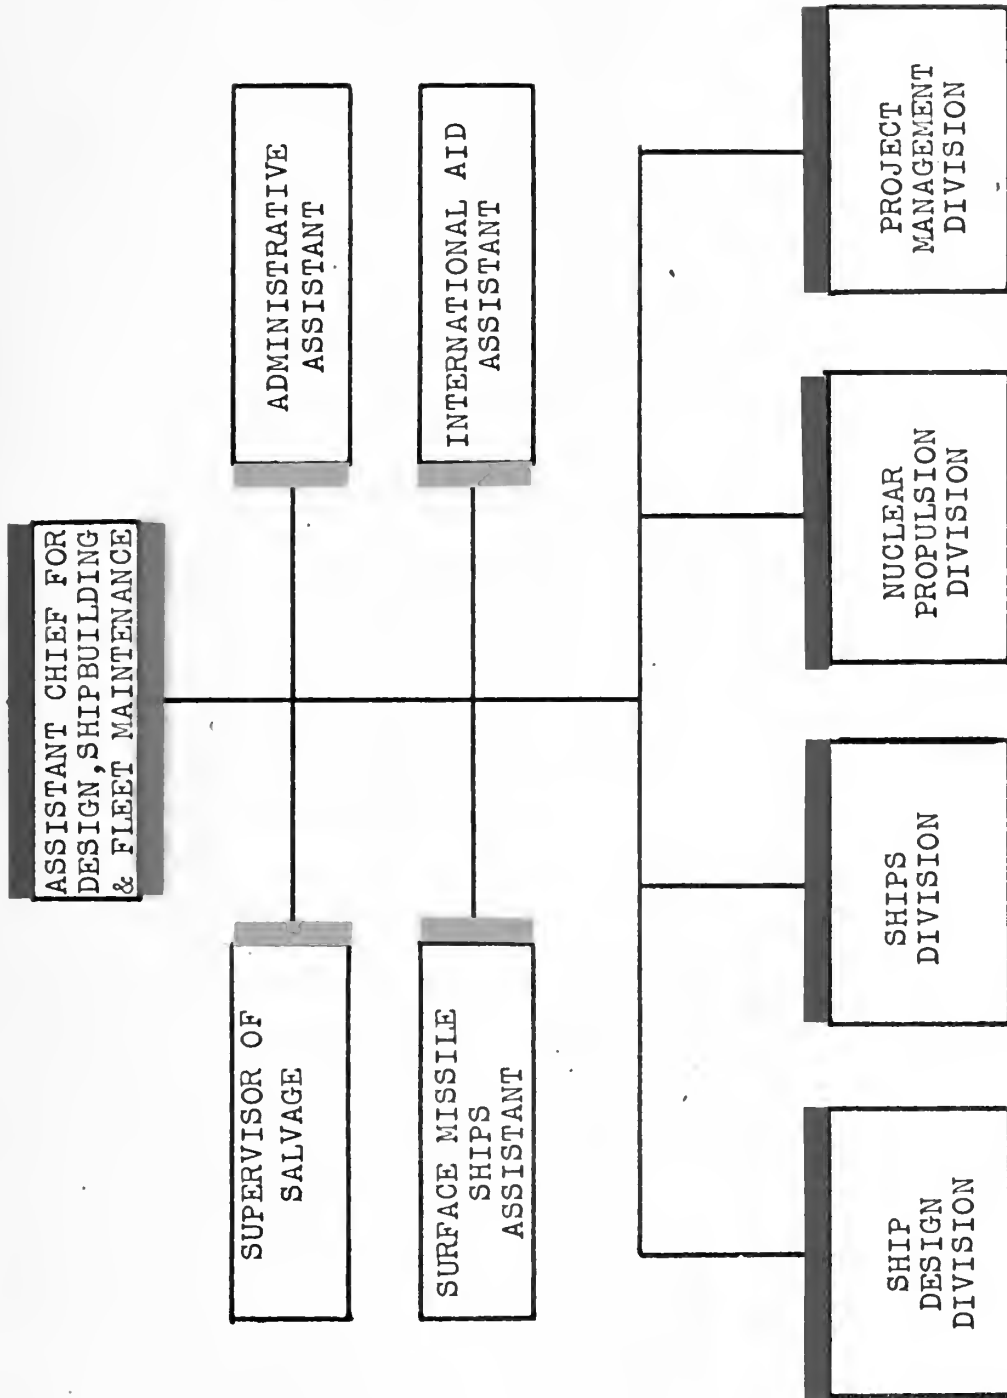 ASSISTANT CHIEF FOR
DESIGN,SHIPBUILDING
& FLEET MAINTENANCE
SUPERVISOR OF
SALVAGE
ADMINISTRATIVE
ASSISTANT
SURFACE MISSILE
SHIPS
ASSISTANT
INTERNATIONAL AID
ASSISTANT
SHIP
DESIGN
DIVISION
SHIPS
DIVISION
NUCLEAR
PROPULSION
DIVISION
PROJECT
MANAGEMENT
DIVISION